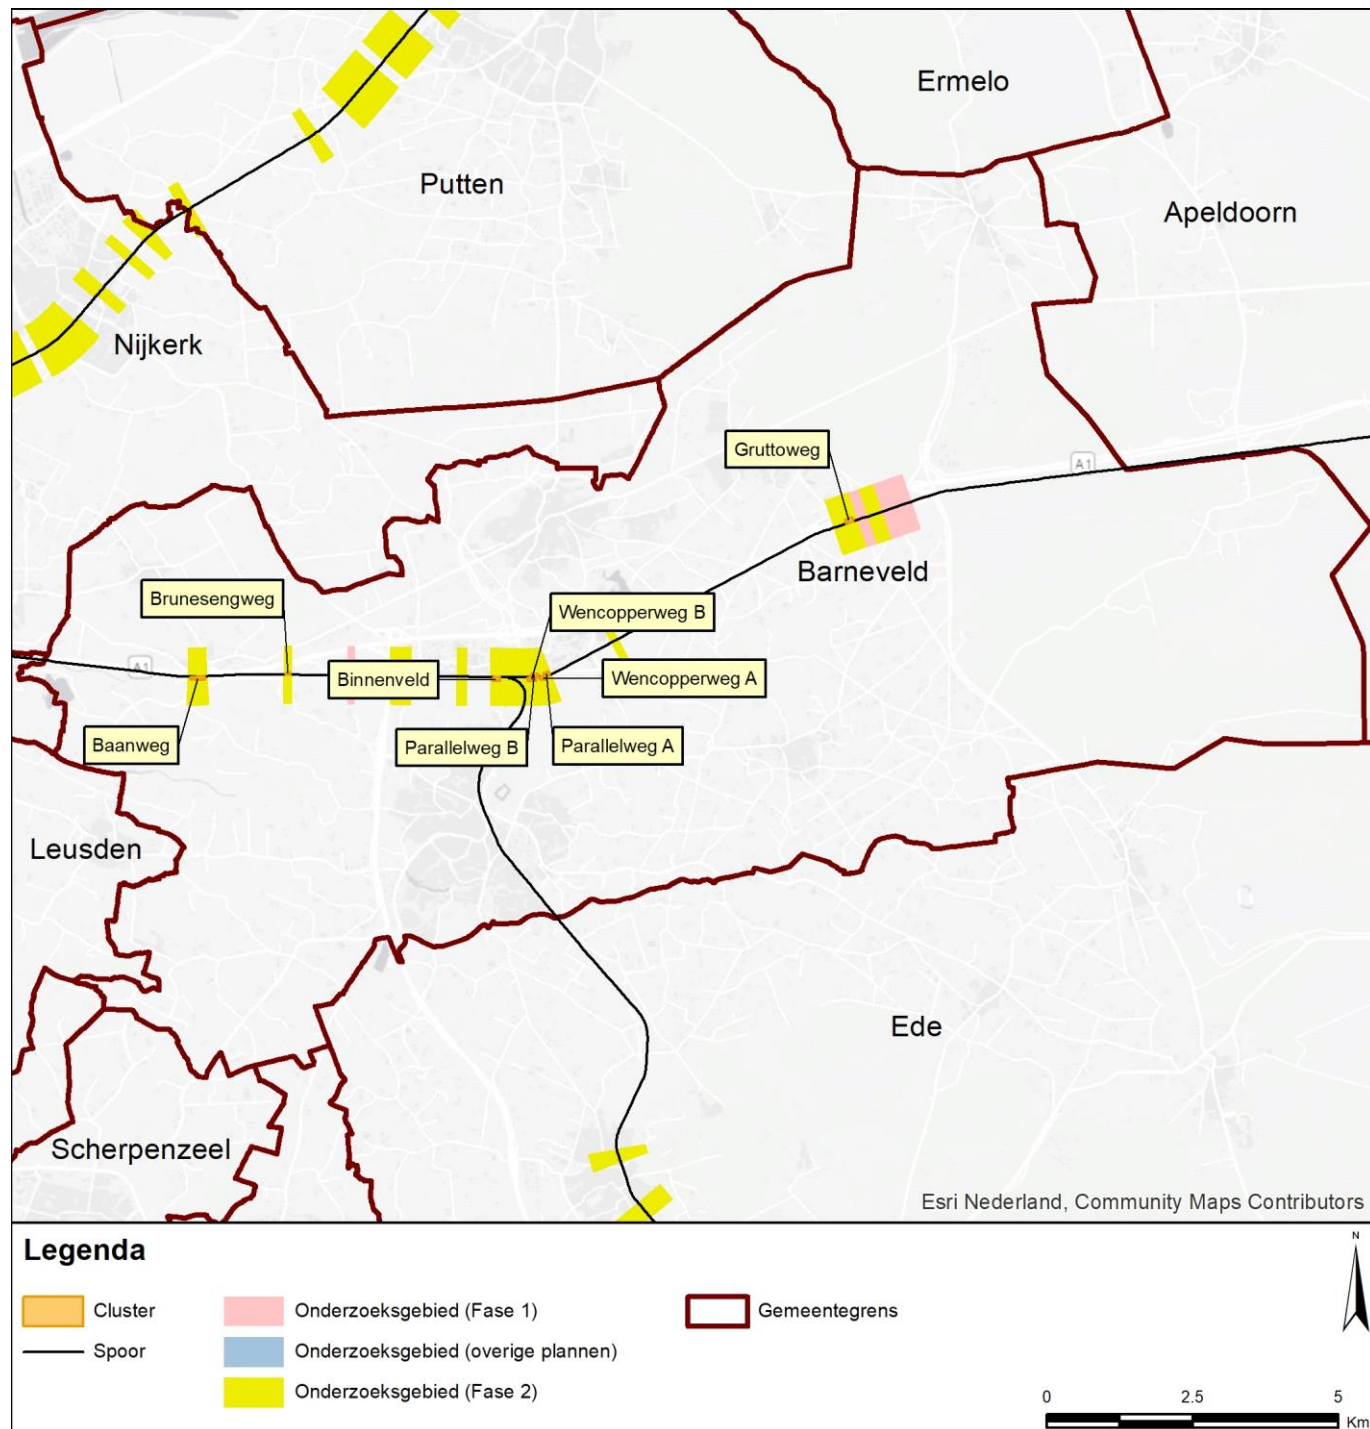 Ermelo
Putten
Apeldoorn
Nijkerk
Gruttoweg
A1
Barneveld
Brunesengweg
Wencopperweg B
A1
Binnenveld
Wencopperweg A
Baanweg
Parallelweg B
Parallelweg A
Leusden
Ede
Scherpenzeel
Esri Nederland, Community Maps Contributors
Legenda
N
Cluster
Onderzoeksgebied (Fase 1)
Gemeentegrens
Spoor
Onderzoeksgebied (overige plannen)
Onderzoeksgebied (Fase 2)
0 2.5 5
Km